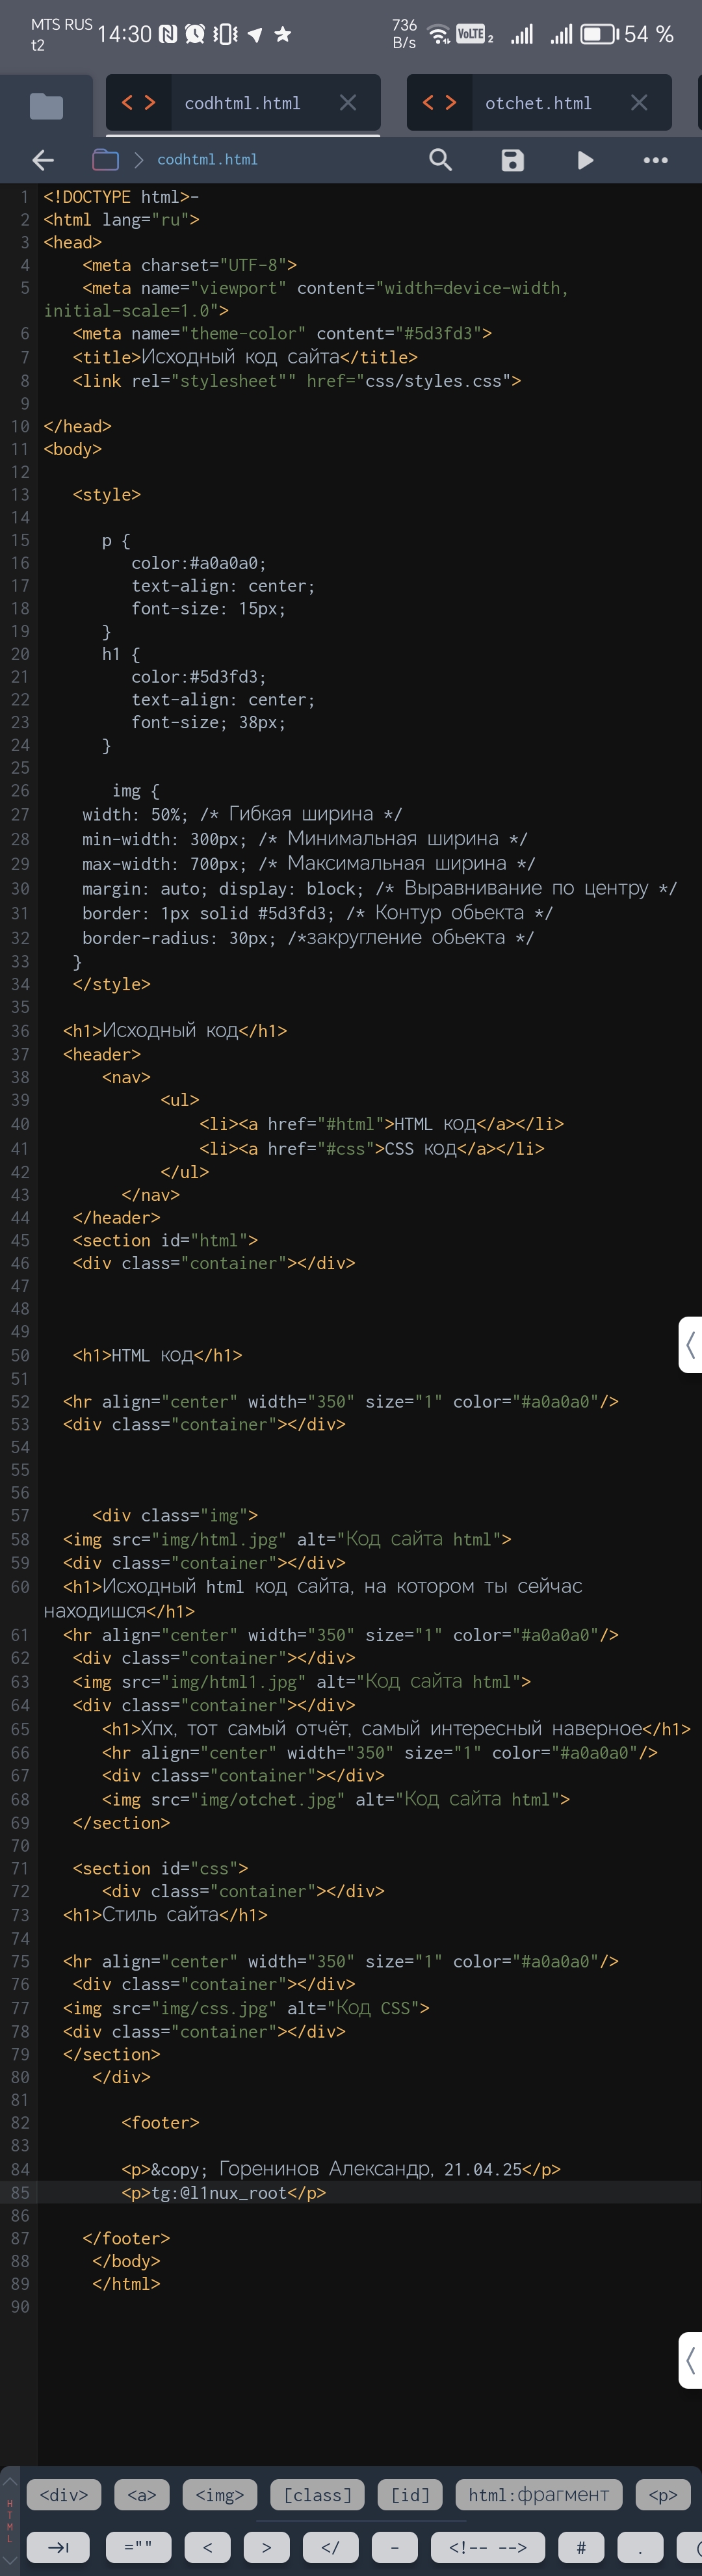 MTS RUS
t2
14:30
736
B/s
VoLTE 2
54 %
codhtml.html
otchet.html
codhtml.html
1 <!DOCTYPE html>-
2 <html lang="ru">
3 <head>
4 <meta charset="UTF-8">
5 <meta name="viewport" content="width=device-width,
initial-scale=1.0">
6 <meta name="theme-color" content="#5d3fd3">
7 <title>Исходный код сайта</title>
8 <link rel="stylesheet"" href="css/styles.css">
9
10 </head>
11 <body>
12
13 <style>
14
15 p {
16 color:#a0a0a0;
17 text-align: center;
18 font-size: 15px;
19 }
20 h1 {
21 color:#5d3fd3;
22 text-align: center;
23 font-size; 38px;
24 }
25
26 img {
27 width: 50%; /* Гибкая ширина */
28 min-width: 300px; /* Минимальная ширина */
29 max-width: 700px; /* Максимальная ширина */
30 margin: auto; display: block; /* Выравнивание по центру */
31 border: 1px solid #5d3fd3; /* Контур обьекта */
32 border-radius: 30px; /*закругление обьекта */
33 }
34 </style>
35
36 <h1>Исходный код</h1>
37 <header>
38 <nav>
39 <ul>
40 <li><a href="#html">HTML код</a></li>
41 <li><a href="#css">CSS код</a></li>
42 </ul>
43 </nav>
44 </header>
45 <section id="html">
46 <div class="container"></div>
47
48
49
50 <h1>HTML код</h1>
51
52 <hr align="center" width="350" size="1" color="#a0a0a0"/>
53 <div class="container"></div>
54
55
56
57 <div class="img">
58 <img src="img/html.jpg" alt="Код сайта html">
59 <div class="container"></div>
60 <h1>Исходный html код сайта, на котором ты сейчас
находишся</h1>
61 <hr align="center" width="350" size="1" color="#a0a0a0"/>
62 <div class="container"></div>
63 <img src="img/html1.jpg" alt="Код сайта html">
64 <div class="container"></div>
65 <h1>Хпх, тот самый отчёт, самый интересный наверное</h1>
66 <hr align="center" width="350" size="1" color="#a0a0a0"/>
67 <div class="container"></div>
68 <img src="img/otchet.jpg" alt="Код сайта html">
69 </section>
70
71 <section id="css">
72 <div class="container"></div>
73 <h1>Стиль сайта</h1>
74
75 <hr align="center" width="350" size="1" color="#a0a0a0"/>
76 <div class="container"></div>
77 <img src="img/css.jpg" alt="Код CSS">
78 <div class="container"></div>
79 </section>
80 </div>
81
82 <footer>
83
84 <p>&copy; Горенинов Александр, 21.04.25</p>
85 <p>tg:@l1nux_root</p>
86
87 </footer>
88 </body>
89 </html>
90
HTML
<div> <a> <img> [class] [id] html:фрагмент <p>
="" < > </ - <!-- --> # .